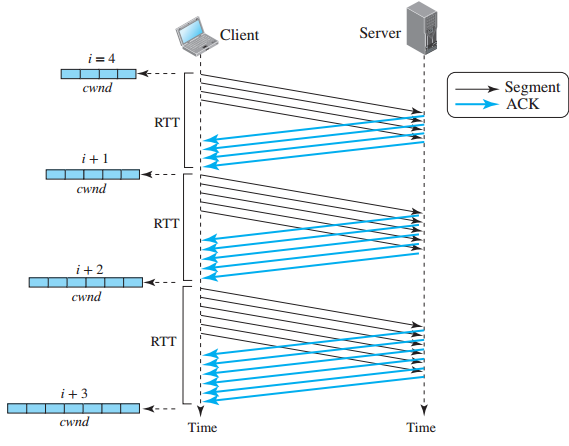 Client
Server
i = 4
cwnd
Segment
ACK
RTT
i + 1
cwnd
RTT
i + 2
cwnd
RTT
i + 3
cwnd
Time
Time